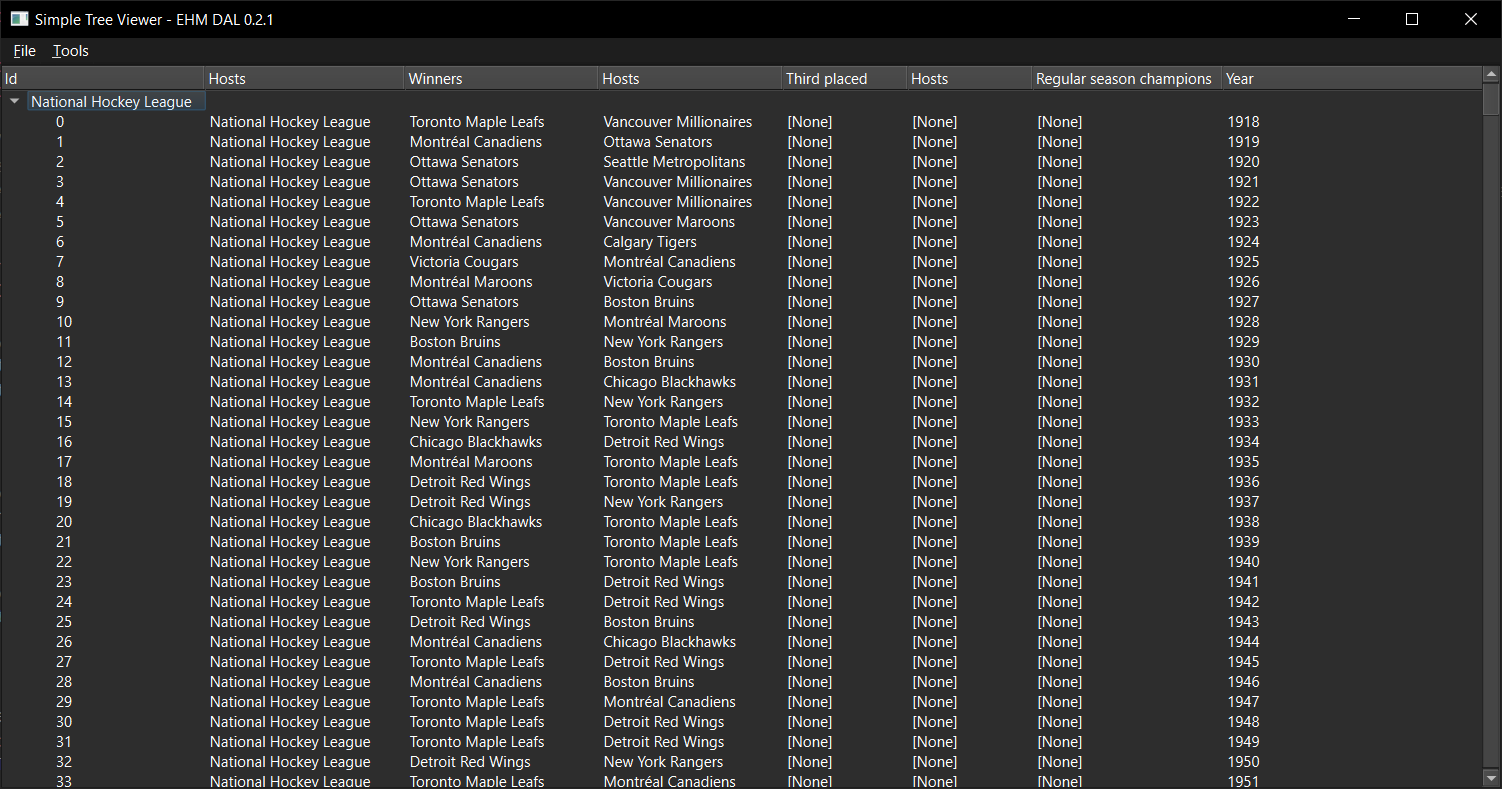 Simple Tree Viewer - EHM DAL 0.2.1
File Tools
Id Hosts Winners Hosts Third placed Hosts Regular season champions Year
National Hockey League
0 National Hockey League Toronto Maple Leafs Vancouver Millionaires [None] [None] [None] 1918
1 National Hockey League Montréal Canadiens Ottawa Senators [None] [None] [None] 1919
2 National Hockey League Ottawa Senators Seattle Metropolitans [None] [None] [None] 1920
3 National Hockey League Ottawa Senators Vancouver Millionaires [None] [None] [None] 1921
4 National Hockey League Toronto Maple Leafs Vancouver Millionaires [None] [None] [None] 1922
5 National Hockey League Ottawa Senators Vancouver Maroons [None] [None] [None] 1923
6 National Hockey League Montréal Canadiens Calgary Tigers [None] [None] [None] 1924
7 National Hockey League Victoria Cougars Montréal Canadiens [None] [None] [None] 1925
8 National Hockey League Montréal Maroons Victoria Cougars [None] [None] [None] 1926
9 National Hockey League Ottawa Senators Boston Bruins [None] [None] [None] 1927
10 National Hockey League New York Rangers Montréal Maroons [None] [None] [None] 1928
11 National Hockey League Boston Bruins New York Rangers [None] [None] [None] 1929
12 National Hockey League Montréal Canadiens Boston Bruins [None] [None] [None] 1930
13 National Hockey League Montréal Canadiens Chicago Blackhawks [None] [None] [None] 1931
14 National Hockey League Toronto Maple Leafs New York Rangers [None] [None] [None] 1932
15 National Hockey League New York Rangers Toronto Maple Leafs [None] [None] [None] 1933
16 National Hockey League Chicago Blackhawks Detroit Red Wings [None] [None] [None] 1934
17 National Hockey League Montréal Maroons Toronto Maple Leafs [None] [None] [None] 1935
18 National Hockey League Detroit Red Wings Toronto Maple Leafs [None] [None] [None] 1936
19 National Hockey League Detroit Red Wings New York Rangers [None] [None] [None] 1937
20 National Hockey League Chicago Blackhawks Toronto Maple Leafs [None] [None] [None] 1938
21 National Hockey League Boston Bruins Toronto Maple Leafs [None] [None] [None] 1939
22 National Hockey League New York Rangers Toronto Maple Leafs [None] [None] [None] 1940
23 National Hockey League Boston Bruins Detroit Red Wings [None] [None] [None] 1941
24 National Hockey League Toronto Maple Leafs Detroit Red Wings [None] [None] [None] 1942
25 National Hockey League Detroit Red Wings Boston Bruins [None] [None] [None] 1943
26 National Hockey League Montréal Canadiens Chicago Blackhawks [None] [None] [None] 1944
27 National Hockey League Toronto Maple Leafs Detroit Red Wings [None] [None] [None] 1945
28 National Hockey League Montréal Canadiens Boston Bruins [None] [None] [None] 1946
29 National Hockey League Toronto Maple Leafs Montréal Canadiens [None] [None] [None] 1947
30 National Hockey League Toronto Maple Leafs Detroit Red Wings [None] [None] [None] 1948
31 National Hockey League Toronto Maple Leafs Detroit Red Wings [None] [None] [None] 1949
32 National Hockey League Detroit Red Wings New York Rangers [None] [None] [None] 1950
33 National Hockey League Toronto Maple Leafs Montréal Canadiens [None] [None] [None] 1951